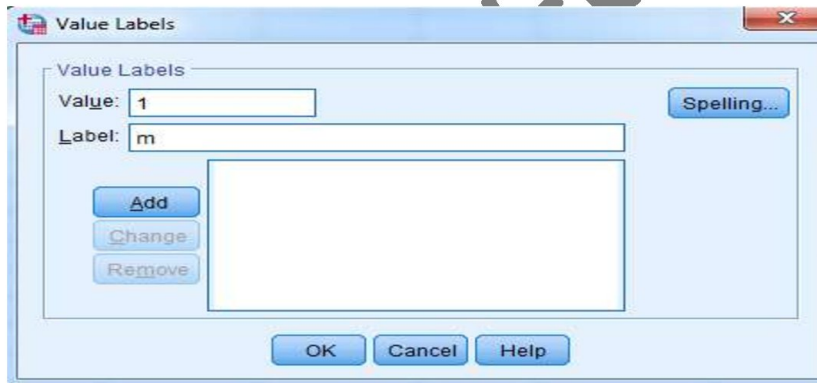 Value Labels
Value Labels
Value: 1
Spelling...
Label: m
Add
Change
Remove
OK Cancel Help